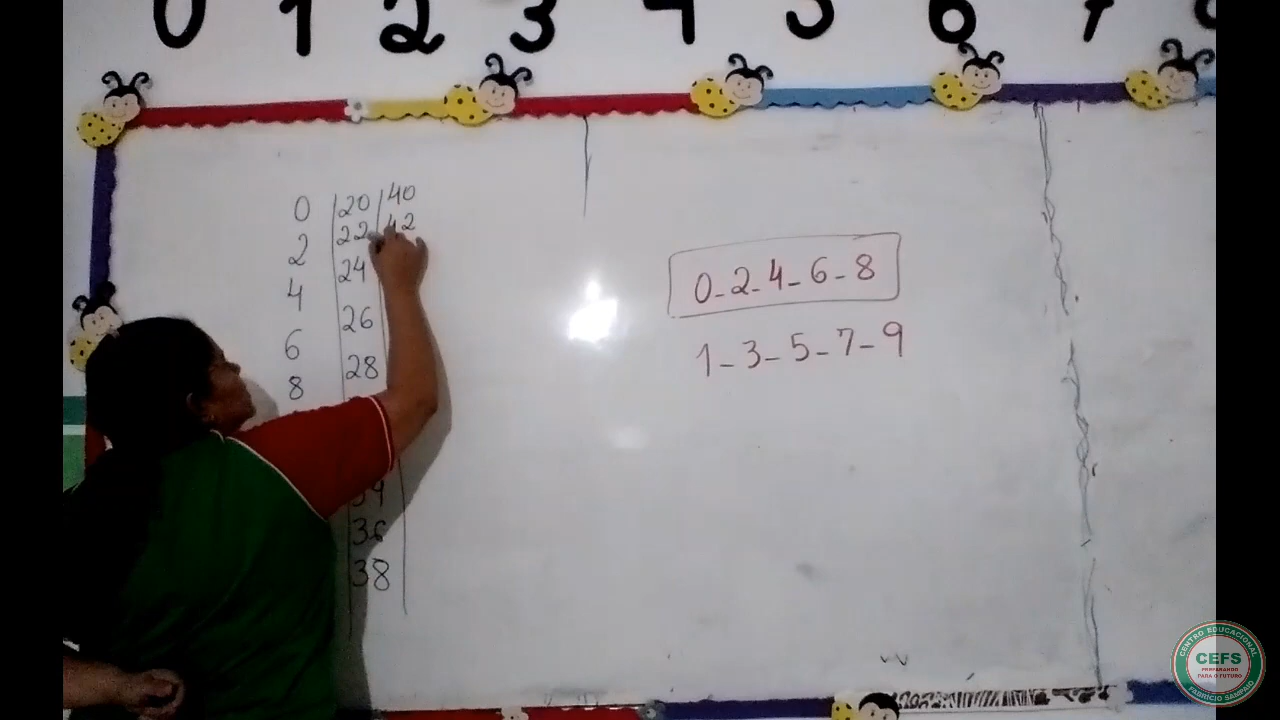 0 1 2 3 4 5 6 7
0 20 40
2 22 42
4 24
6 26
8 28
34
36
38
0-2-4-6-8
1-3-5-7-9
CENTRO EDUCACIONAL
CEFS
PREPARANDO
PARA O FUTURO
FABRICIO SAMPAIO